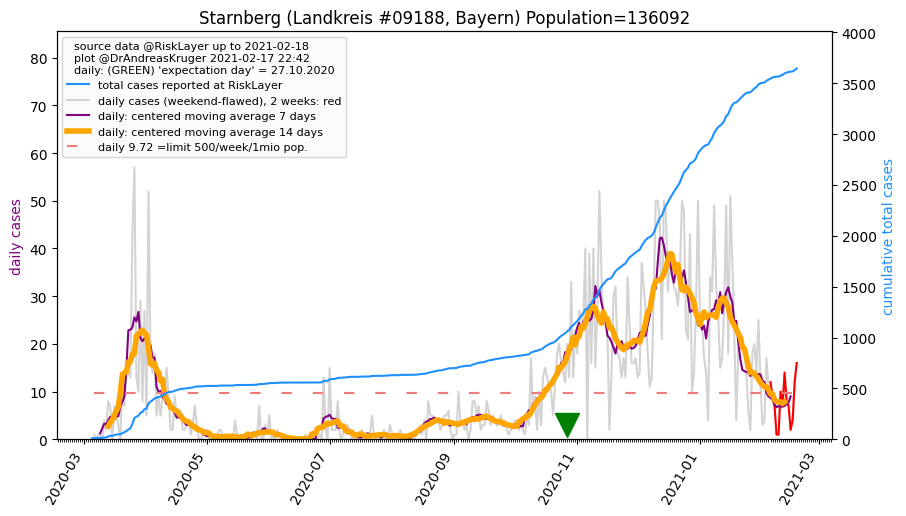 Starnberg (Landkreis #09188, Bayern) Population=136092
source data @RiskLayer up to 2021-02-18
plot @DrAndreasKruger 2021-02-17 22:42
daily: (GREEN) 'expectation day' = 27.10.2020
total cases reported at RiskLayer
daily cases (weekend-flawed), 2 weeks: red
daily: centered moving average 7 days
daily: centered moving average 14 days
daily 9.72 =limit 500/week/1mio pop.
daily cases
80
70
60
50
40
30
20
10
0
cumulative total cases
4000
3500
3000
2500
2000
1500
1000
500
0
2020-03
2020-05
2020-07
2020-09
2020-11
2021-01
2021-03